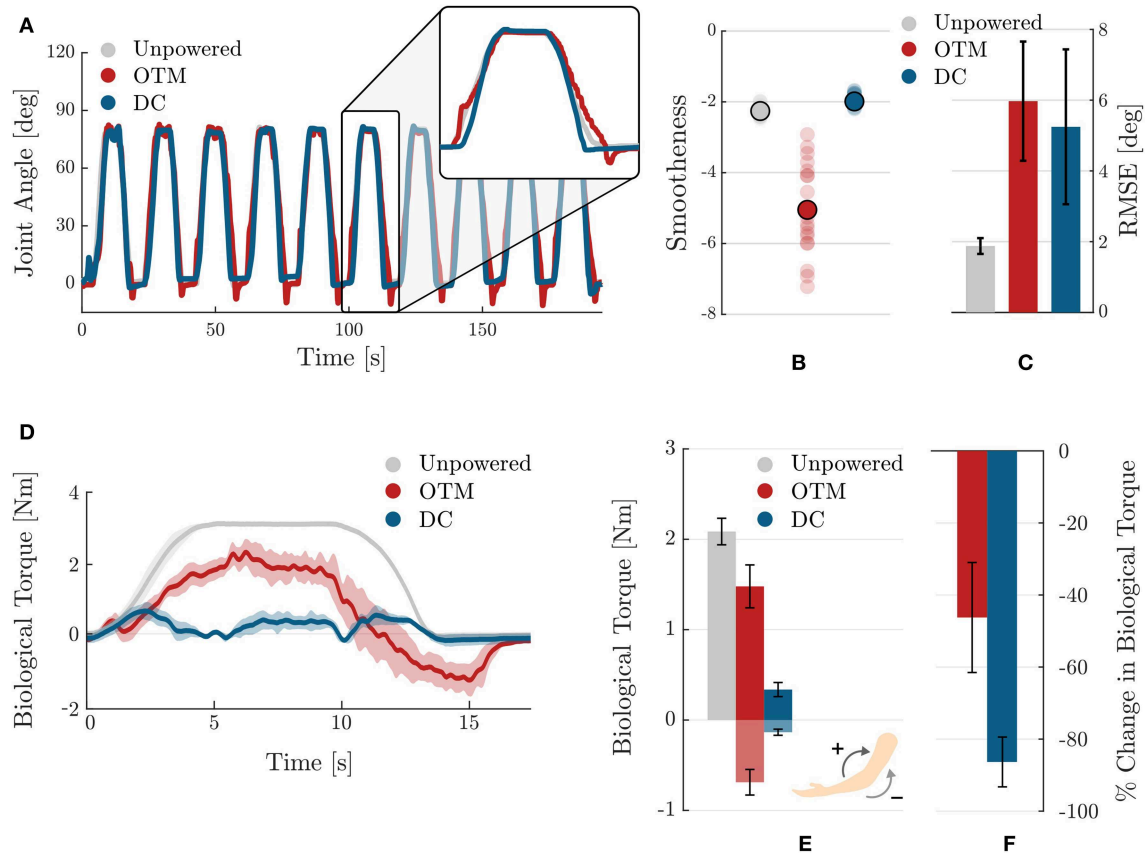 A
Joint Angle [deg]
120
90
60
30
0
Unpowered
OTM
DC
0
50
100
150
Time [s]
Smootheness
0
-2
-4
-6
-8
B
Unpowered
OTM
DC
8
6
4
2
0
RMSE [deg]
C
D
Biological Torque [Nm]
4
2
0
-2
Unpowered
OTM
DC
0
5
10
15
Time [s]
Biological Torque [Nm]
3
2
1
0
-1
Unpowered
OTM
DC
+
−
E
0
-20
-40
-60
-80
-100
% Change in Biological Torque
F